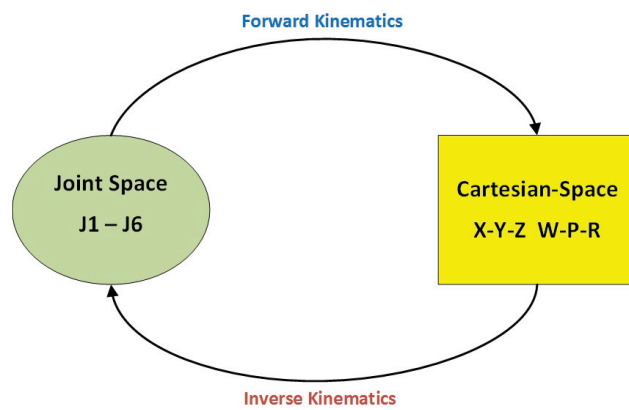 Forward Kinematics
Joint Space
J1 – J6
Cartesian-Space
X-Y-Z W-P-R
Inverse Kinematics